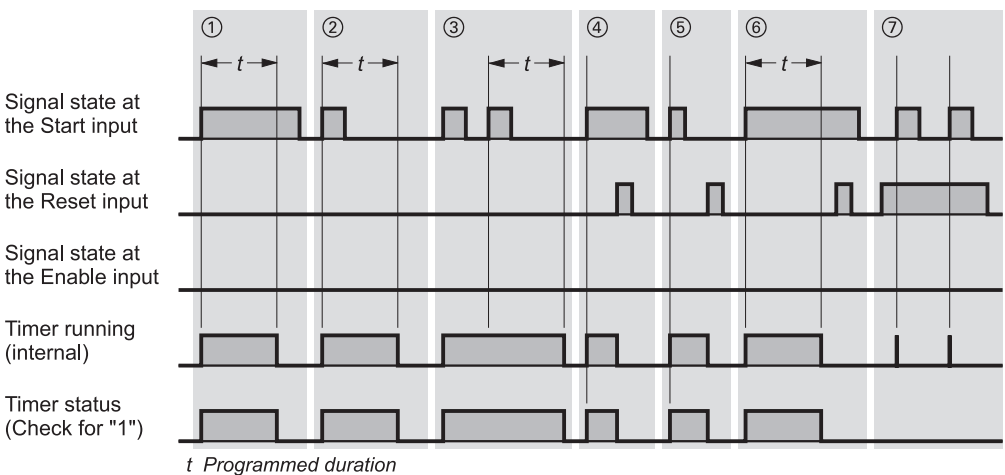 ① ② ③ ④ ⑤ ⑥ ⑦
t t t t
Signal state at
the Start input
Signal state at
the Reset input
Signal state at
the Enable input
Timer running
(internal)
Timer status
(Check for "1")
t Programmed duration